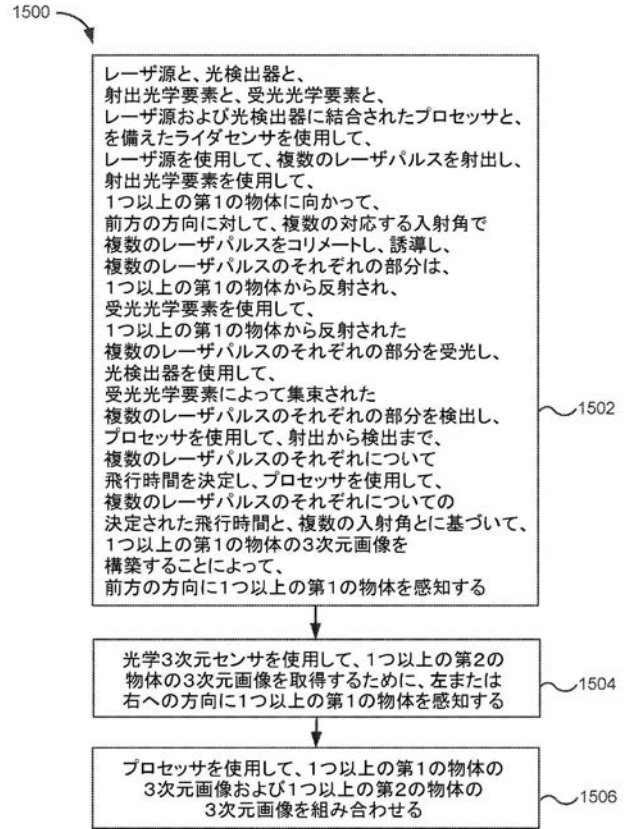 1500
レーザ源と、光検出器と、
射出光学要素と、受光光学要素と、
レーザ源および光検出器に結合されたプロセッサと、
を備えたライダセンサを使用して、
レーザ源を使用して、複数のレーザパルスを射出し、
射出光学要素を使用して、
1つ以上の第1の物体に向かって、
前方の方向に対して、複数の対応する入射角で
複数のレーザパルスをコリメートし、誘導し、
複数のレーザパルスのそれぞれの部分は、
1つ以上の第1の物体から反射され、
受光光学要素を使用して、
1つ以上の第1の物体から反射された
複数のレーザパルスのそれぞれの部分を受光し、
光検出器を使用して、
受光光学要素によって集束された
複数のレーザパルスのそれぞれの部分を検出し、
プロセッサを使用して、射出から検出まで、
複数のレーザパルスのそれぞれについて
飛行時間を決定し、プロセッサを使用して、
複数のレーザパルスのそれぞれについての
決定された飛行時間と、複数の入射角とに基づいて、
1つ以上の第1の物体の3次元画像を
構築することによって、
前方の方向に1つ以上の第1の物体を感知する
1502
光学3次元センサを使用して、1つ以上の第2の
物体の3次元画像を取得するために、左または
右への方向に1つ以上の第1の物体を感知する
1504
プロセッサを使用して、1つ以上の第1の物体の
3次元画像および1つ以上の第2の物体の
3次元画像を組み合わせる
1506